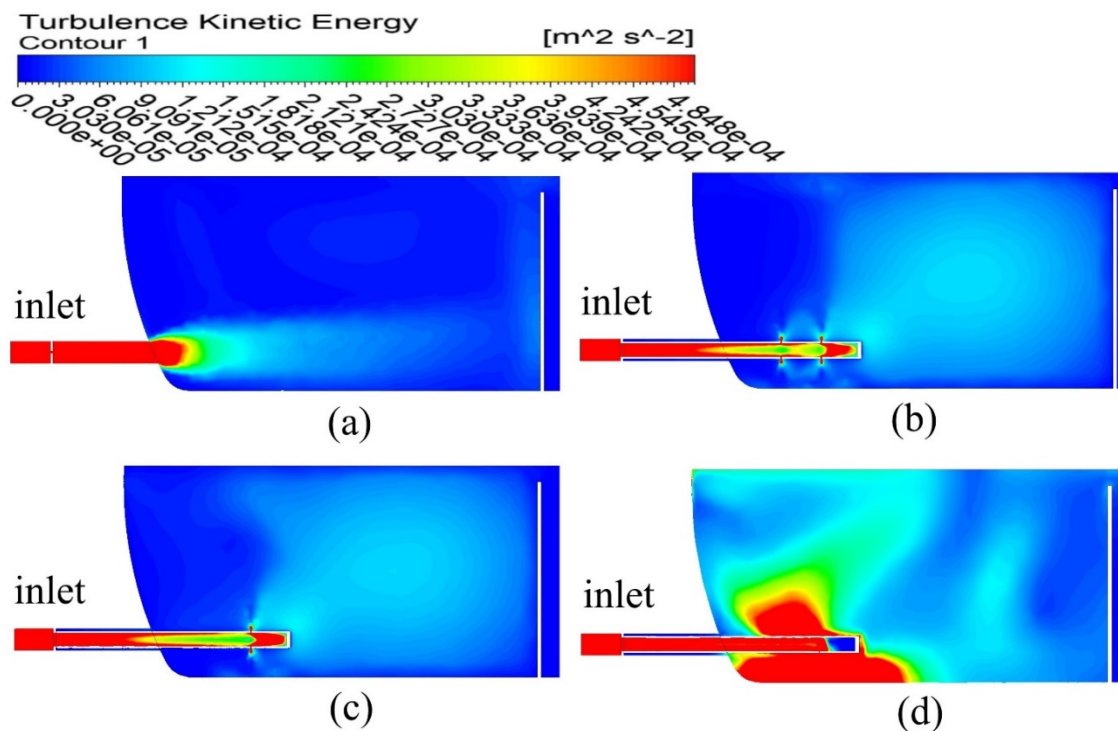 Turbulence Kinetic Energy
Contour 1
[m^2 s^-2]
0.000e+00
3.030e-05
6.061e-05
9.091e-05
1.212e-04
1.515e-04
1.818e-04
2.121e-04
2.424e-04
2.727e-04
3.030e-04
3.333e-04
3.636e-04
3.939e-04
4.242e-04
4.545e-04
4.848e-04
inlet
(a)
inlet
(b)
inlet
(c)
inlet
(d)